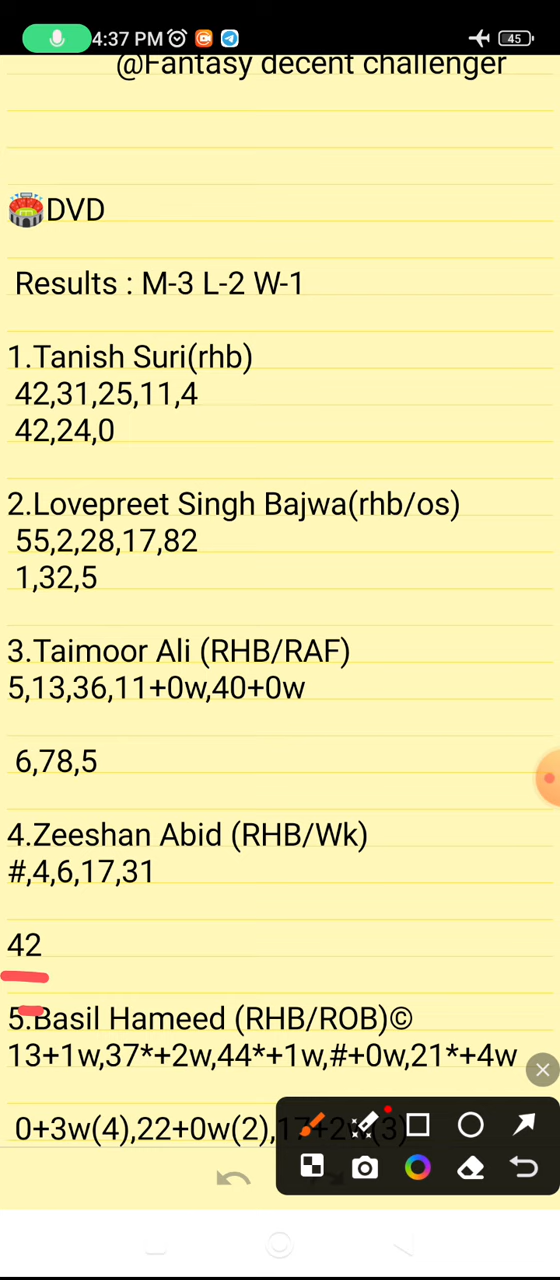 4:37 PM
45
@Fantasy decent challenger
DVD
Results : M-3 L-2 W-1
1.Tanish Suri(rhb)
42,31,25,11,4
42,24,0
2.Lovepreet Singh Bajwa(rhb/os)
55,2,28,17,82
1,32,5
3.Taimoor Ali (RHB/RAF)
5,13,36,11+0w,40+0w
6,78,5
4.Zeeshan Abid (RHB/Wk)
#,4,6,17,31
42
5.Basil Hameed (RHB/ROB)©
13+1w,37*+2w,44*+1w,#+0w,21*+4w
0+3w(4),22+0w(2),17+2w(3)